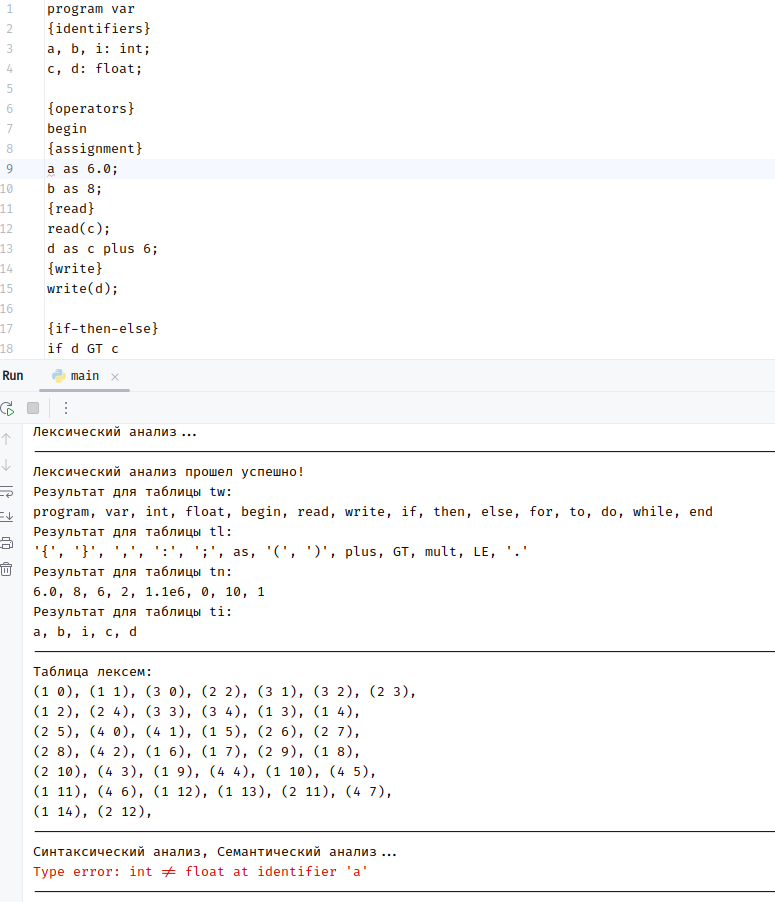 1 program var
2 {identifiers}
3 a, b, i: int;
4 c, d: float;
5
6 {operators}
7 begin
8 {assignment}
9 a as 6.0;
10 b as 8;
11 {read}
12 read(c);
13 d as c plus 6;
14 {write}
15 write(d);
16
17 {if-then-else}
18 if d GT c
Run main
Лексический анализ...
Лексический анализ прошел успешно!
Результат для таблицы tw:
program, var, int, float, begin, read, write, if, then, else, for, to, do, while, end
Результат для таблицы tl:
'{', '}', ',', ':', ';', as, '(', ')', plus, GT, mult, LE, '.'
Результат для таблицы tn:
6.0, 8, 6, 2, 1.1e6, 0, 10, 1
Результат для таблицы ti:
a, b, i, c, d
Таблица лексем:
(1 0), (1 1), (3 0), (2 2), (3 1), (3 2), (2 3),
(1 2), (2 4), (3 3), (3 4), (1 3), (1 4),
(2 5), (4 0), (4 1), (1 5), (2 6), (2 7),
(2 8), (4 2), (1 6), (1 7), (2 9), (1 8),
(2 10), (4 3), (1 9), (4 4), (1 10), (4 5),
(1 11), (4 6), (1 12), (1 13), (2 11), (4 7),
(1 14), (2 12),
Синтаксический анализ, Семантический анализ...
Type error: int ≠ float at identifier 'a'